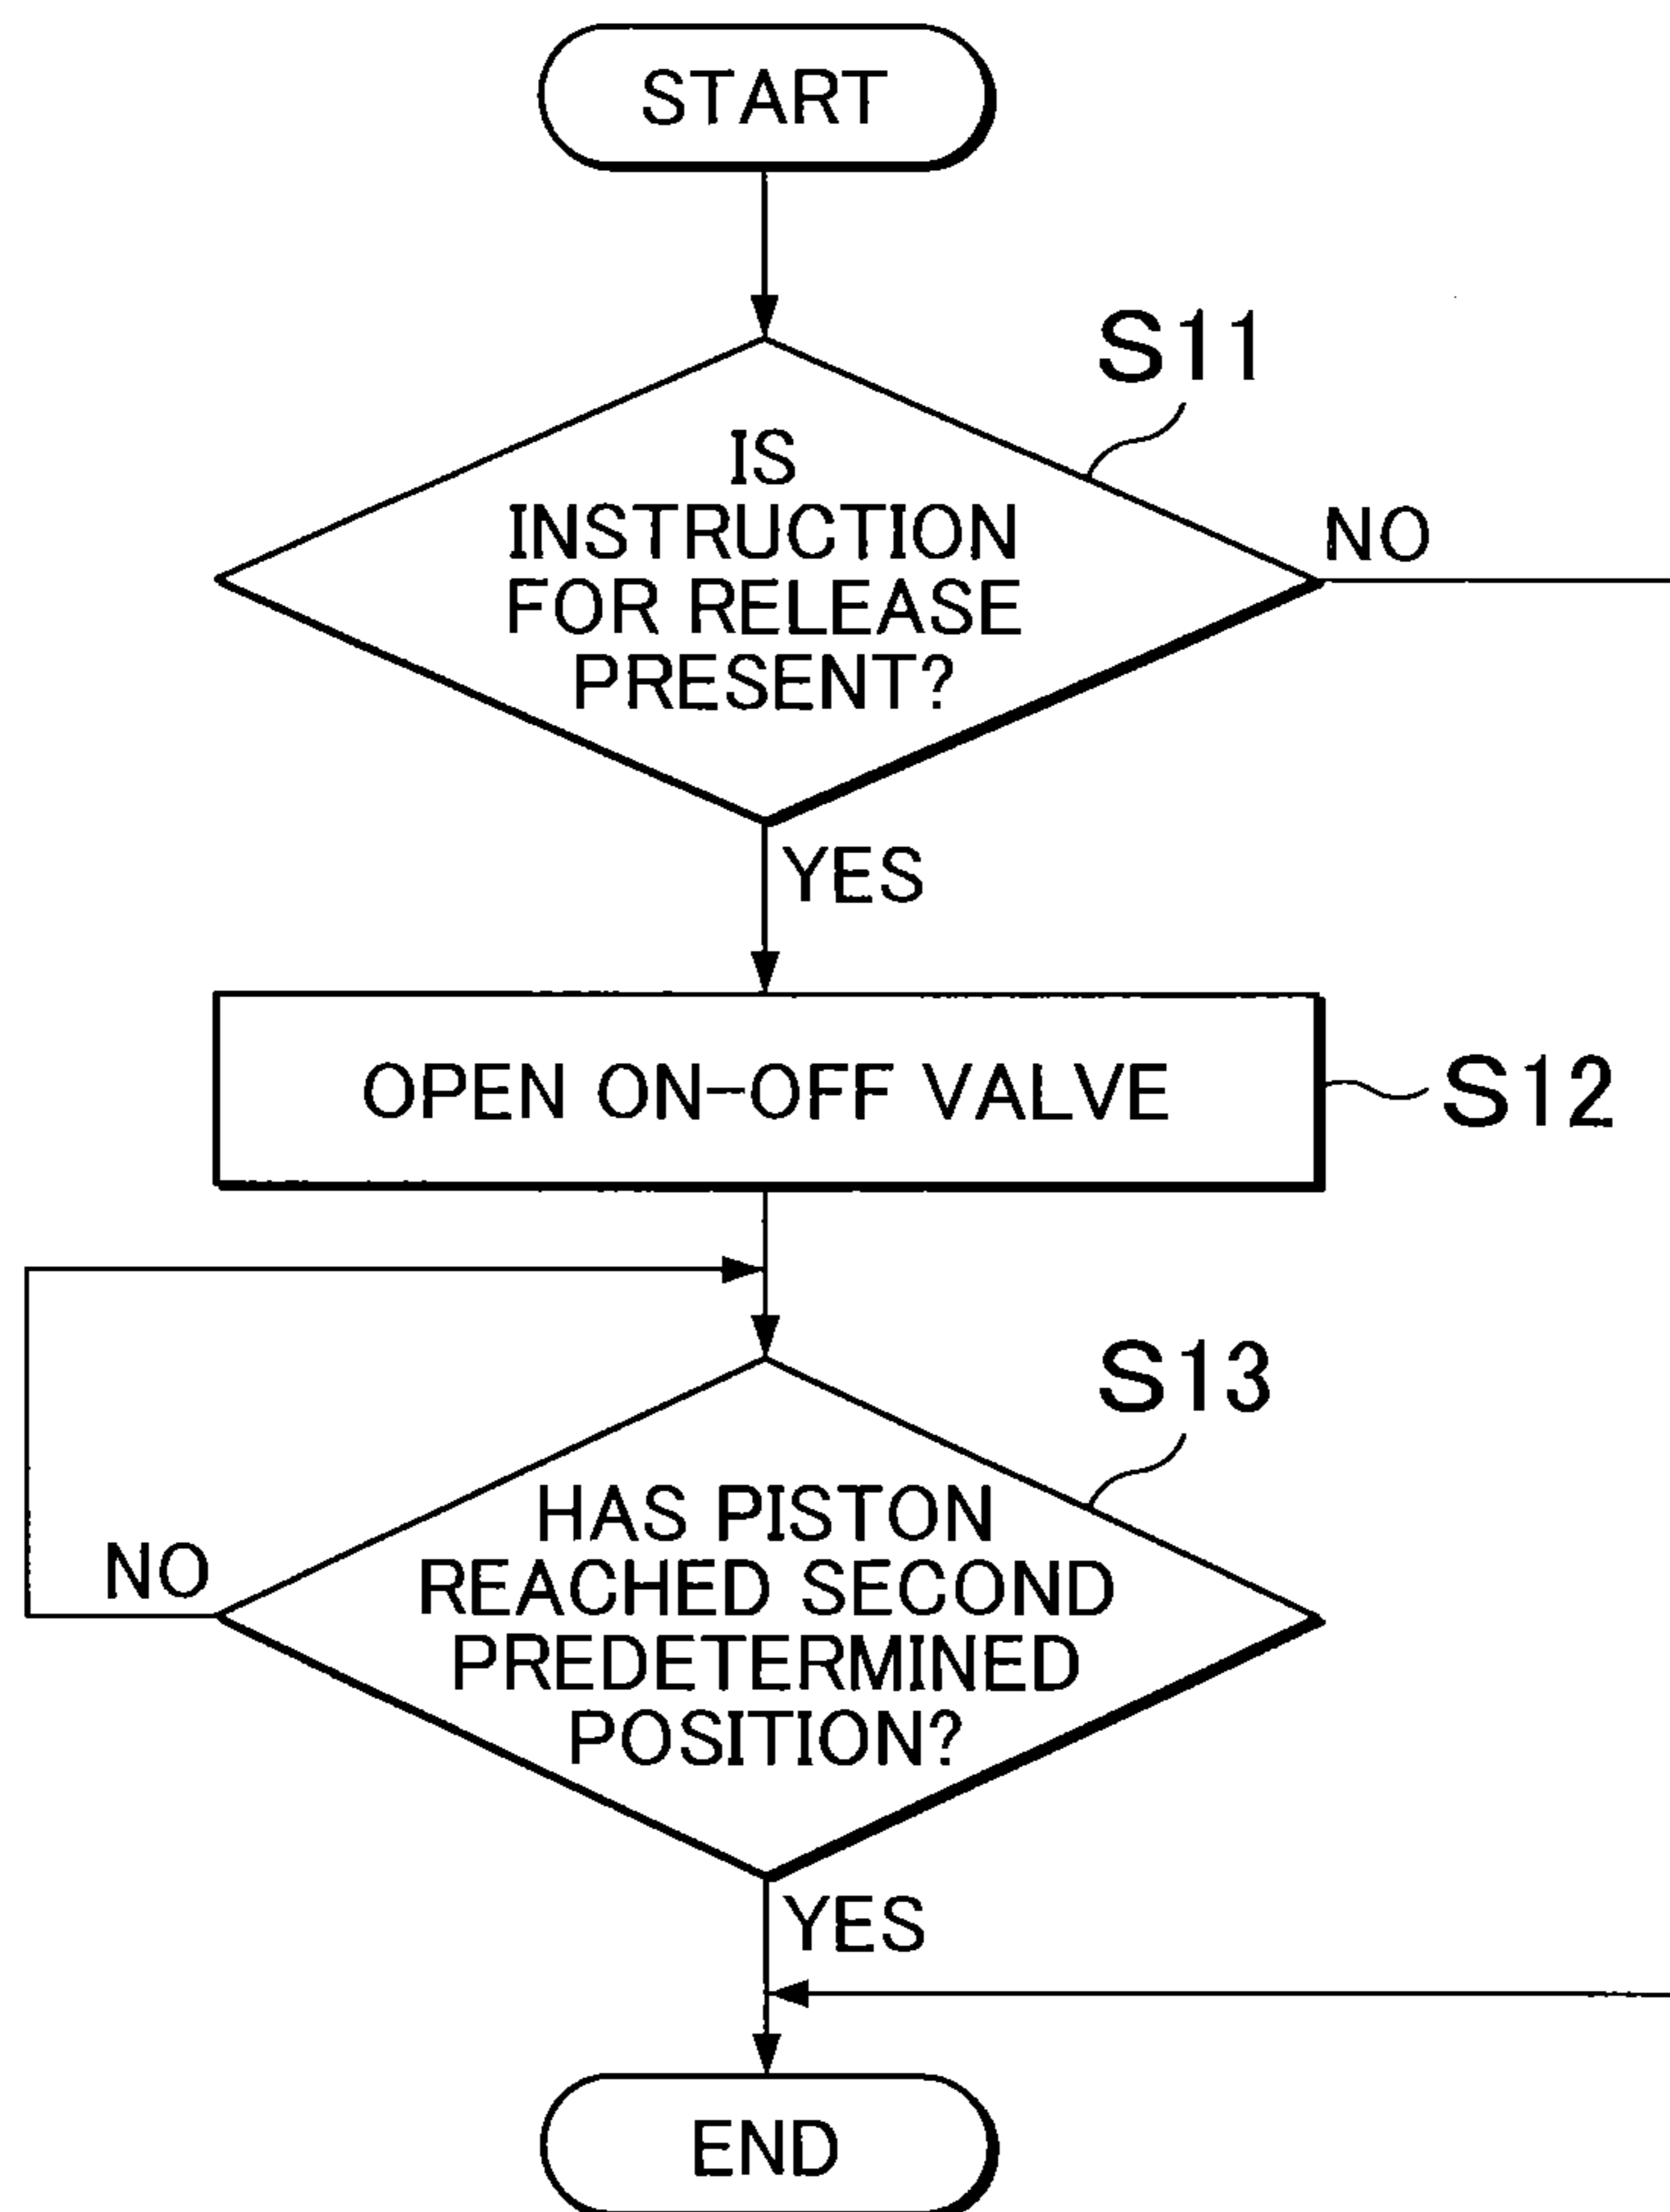 START
S11
IS
INSTRUCTION
FOR RELEASE
PRESENT?
NO
YES
OPEN ON-OFF VALVE
S12
S13
HAS PISTON
REACHED SECOND
PREDETERMINED
POSITION?
NO
YES
END